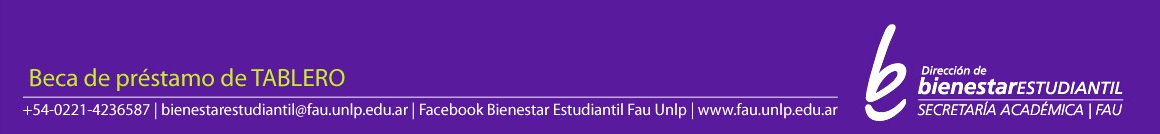 Beca de préstamo de TABLERO
+54-0221-4236587 | bienestarestudiantil@fau.unlp.edu.ar | Facebook Bienestar Estudiantil Fau Unlp | www.fau.unlp.edu.ar
b
Dirección de
bienestarESTUDIANTIL
SECRETARÍA ACADÉMICA | FAU